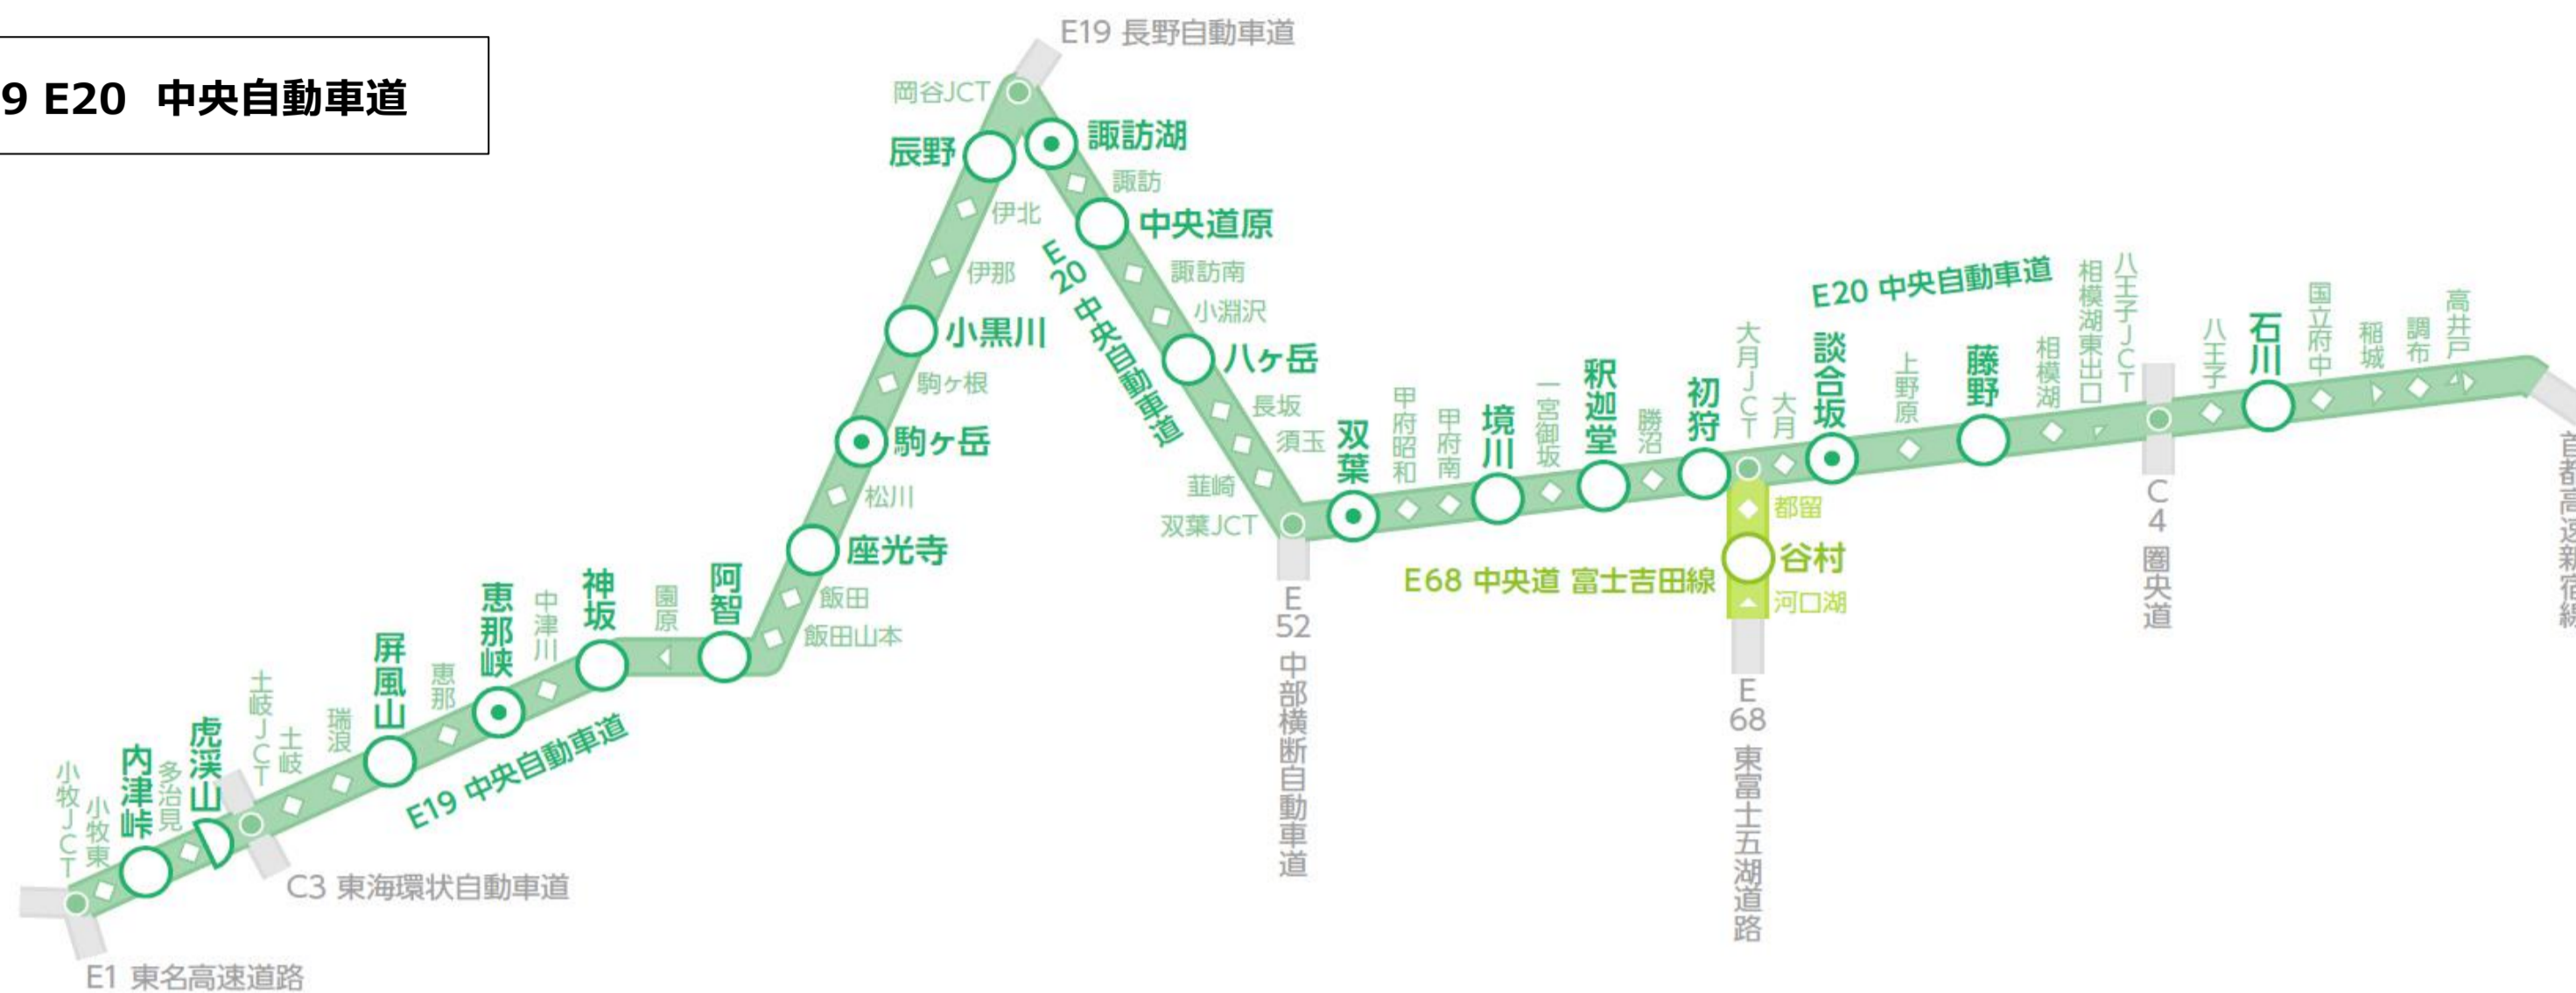 9 E20 中央自動車道
E19 長野自動車道
岡谷JCT
辰野
諏訪湖
諏訪
伊北
中央道原
伊那
諏訪南
E20 中央自動車道
小淵沢
小黒川
八ヶ岳
駒ヶ根
長坂
駒ヶ岳
須玉
松川
韮崎
双葉JCT
座光寺
飯田
飯田山本
阿智
園原
神坂
中津川
恵那峡
恵那
屏風山
瑞浪
土岐
土岐JCT
虎渓山
多治見
内津峠
小牧東
小牧JCT
E19 中央自動車道
C3 東海環状自動車道
E1 東名高速道路
双葉
甲府昭和
甲府南
境川
一宮御坂
釈迦堂
勝沼
初狩
大月JCT
大月
談合坂
E20 中央自動車道
上野原
藤野
相模湖
相模湖東出口
八王子JCT
八王子
石川
国立府中
稲城
調布
高井戸
都留
谷村
河口湖
E68 中央道 富士吉田線
E52 中部横断自動車道
E68 東富士五湖道路
C4 圏央道
首都高速新宿線